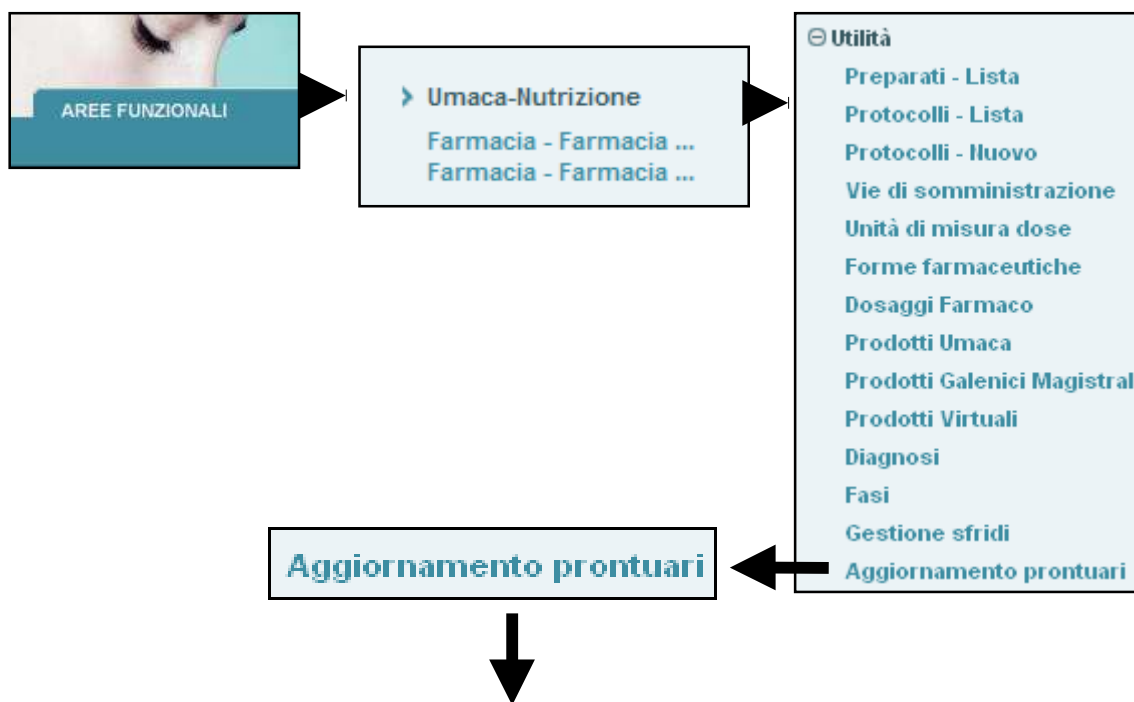 AREE FUNZIONALI
Umaca-Nutrizione
Farmacia - Farmacia ...
Farmacia - Farmacia ...
Utilità
Preparati - Lista
Protocolli - Lista
Protocolli - Nuovo
Vie di somministrazione
Unità di misura dose
Forme farmaceutiche
Dosaggi Farmaco
Prodotti Umaca
Prodotti Galenici Magistral
Prodotti Virtuali
Diagnosi
Fasi
Gestione sfridi
Aggiornamento prontuari
Aggiornamento prontuari